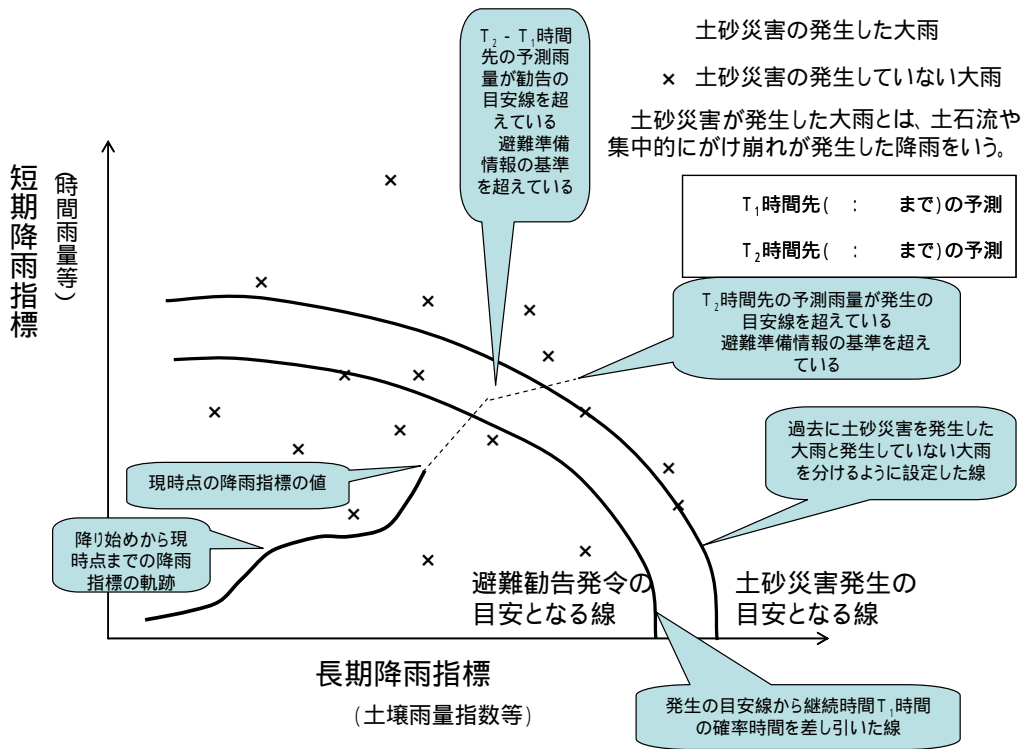 T₂ - T₁時間
先の予測雨
量が勧告の
目安線を超
えている
避難準備
情報の基準
を超えている
土砂災害の発生した大雨
× 土砂災害の発生していない大雨
土砂災害が発生した大雨とは、土石流や
集中的にがけ崩れが発生した降雨をいう。
T₁時間先( : まで)の予測
T₂時間先( : まで)の予測
短期降雨指標
(時間雨量等)
T₂時間先の予測雨量が発生の
目安線を超えている
避難準備情報の基準を超え
ている
過去に土砂災害を発生した
大雨と発生していない大雨
を分けるように設定した線
現時点の降雨指標の値
降り始めから現
時点までの降雨
指標の軌跡
避難勧告発令の
目安となる線
土砂災害発生の
目安となる線
長期降雨指標
(土壌雨量指数等)
発生の目安線から継続時間T₁時間
の確率時間を差し引いた線